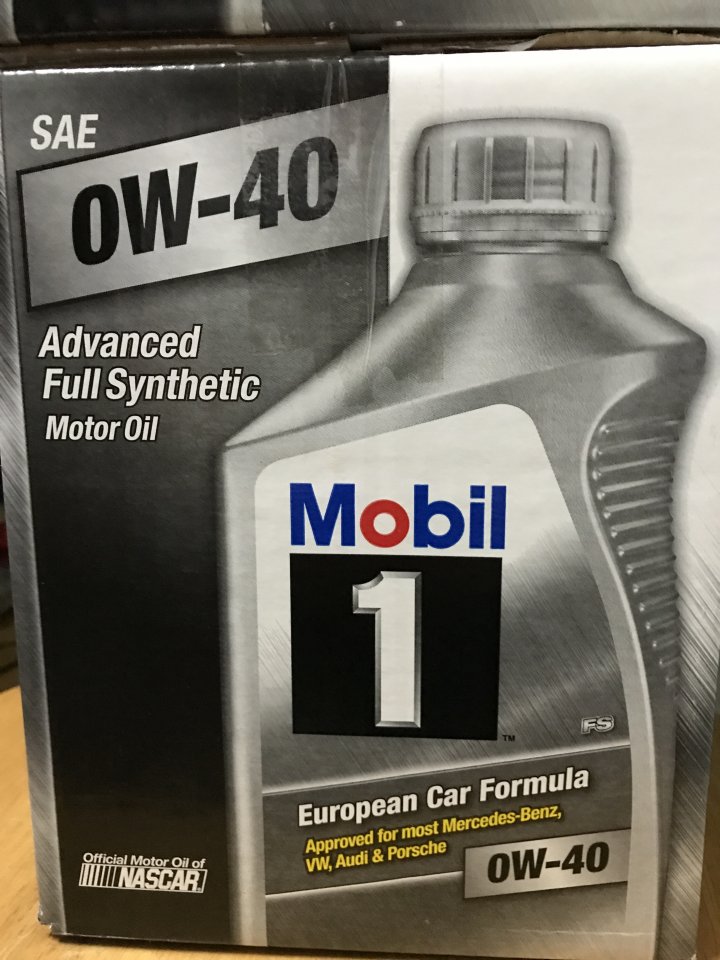 SAE
0W-40
Advanced
Full Synthetic
Motor Oil
Mobil
1
TM
FS
European Car Formula
Approved for most Mercedes-Benz,
VW, Audi & Porsche
0W-40
Official Motor Oil of
NASCAR